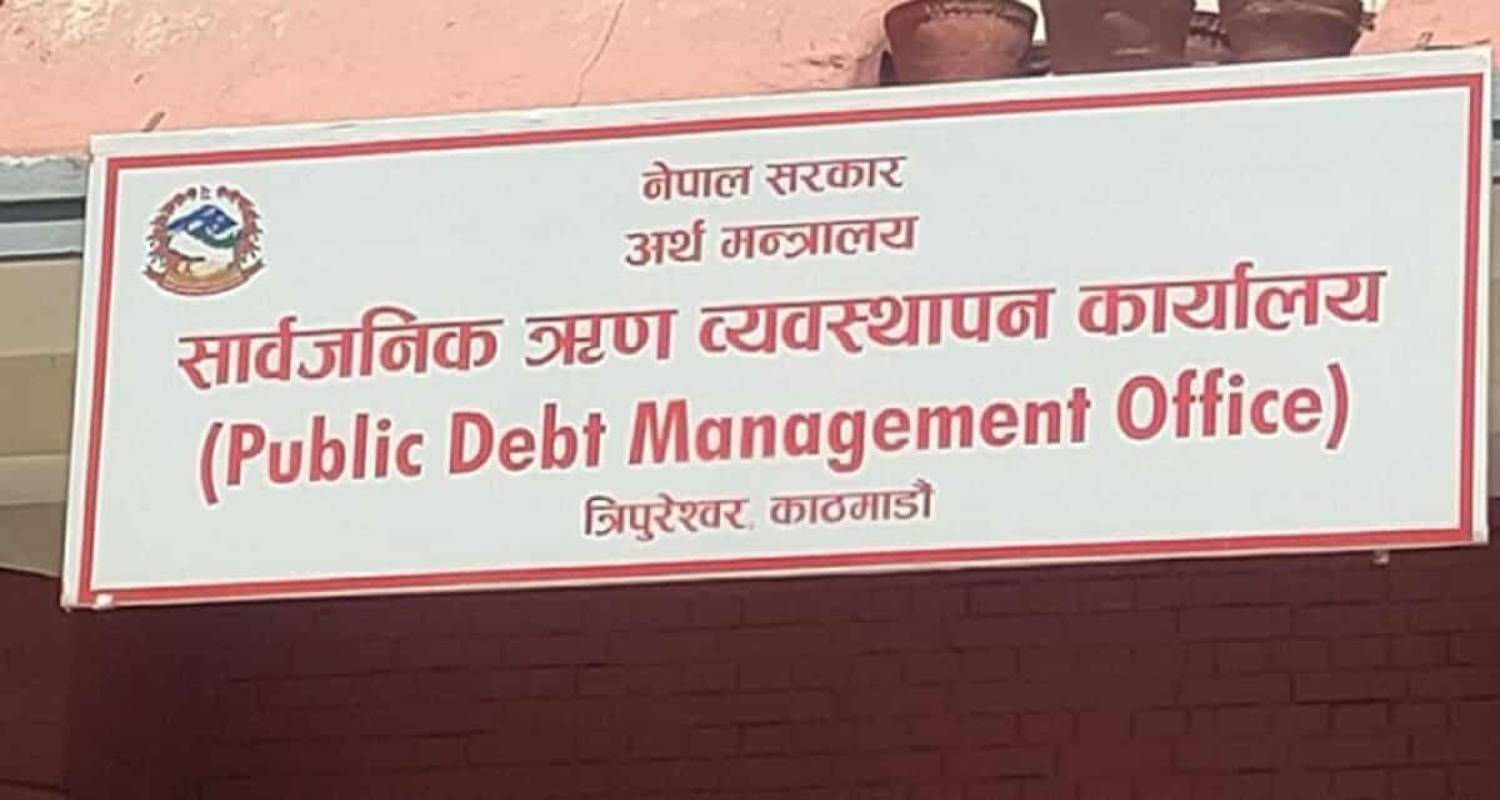 नेपाल सरकार
अर्थ मन्त्रालय
सार्वजनिक ऋण व्यवस्थापन कार्यालय
(Public Debt Management Office)
त्रिपुरेश्वर, काठमाडौं